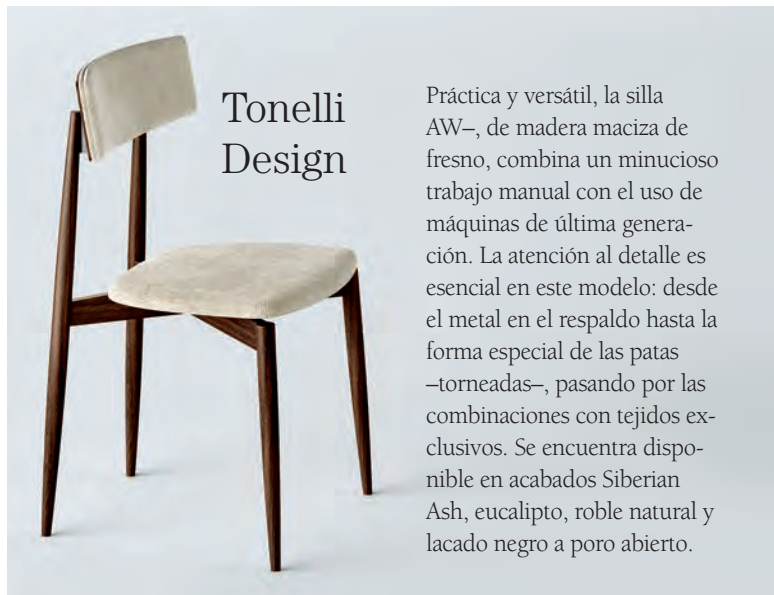 Tonelli
Design
Práctica y versátil, la silla
AW–, de madera maciza de
fresno, combina un minucioso
trabajo manual con el uso de
máquinas de última genera-
ción. La atención al detalle es
esencial en este modelo: desde
el metal en el respaldo hasta la
forma especial de las patas
–torneadas–, pasando por las
combinaciones con tejidos ex-
clusivos. Se encuentra dispo-
nible en acabados Siberian
Ash, eucalipto, roble natural y
lacado negro a poro abierto.